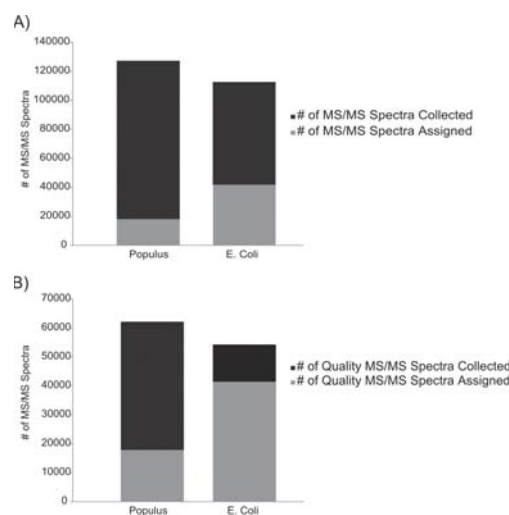 A)
140000
120000
100000
80000
60000
40000
20000
0
# of MS/MS Spectra
Populus
E. Coli
# of MS/MS Spectra Collected
# of MS/MS Spectra Assigned
B)
70000
60000
50000
40000
30000
20000
10000
0
# of MS/MS Spectra
Populus
E. Coli
# of Quality MS/MS Spectra Collected
# of Quality MS/MS Spectra Assigned